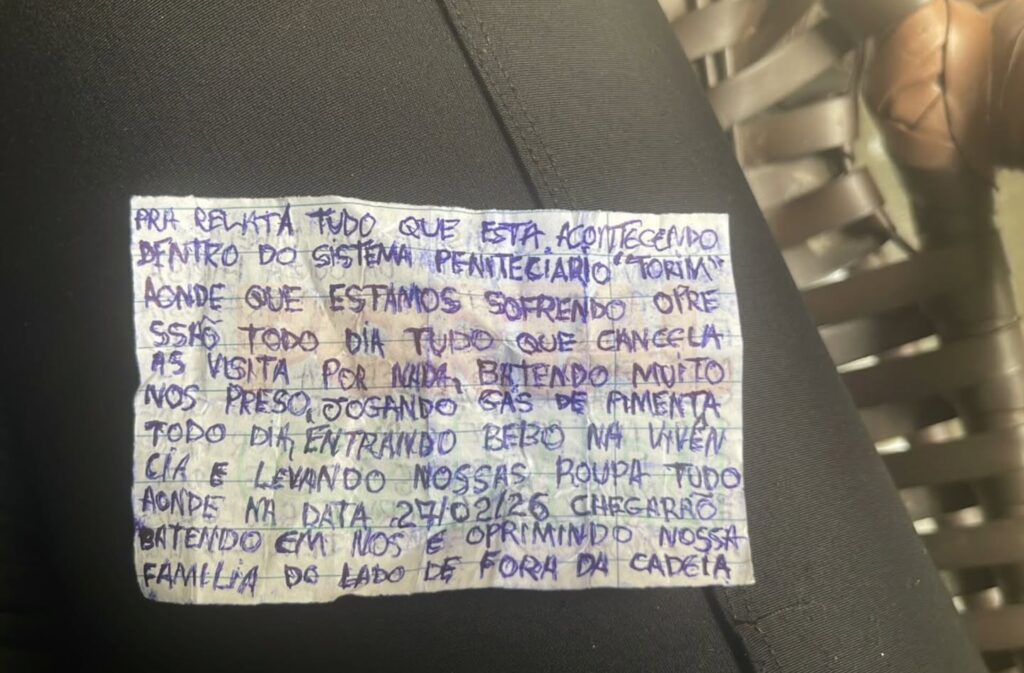 PRA RELATA TUDO QUE ESTÁ ACONTECENDO
DENTRO DO SISTEMA PENITECIARIO "TORIM"
AONDE QUE ESTAMOS SOFRENDO OPRE
SSÃO TODO DIA TUDO QUE CANCELA
AS VISITA POR NADA, BATENDO MUITO
NOS PRESO, JOGANDO GÁS DE PIMENTA
TODO DIA, ENTRANDO BEBO NA VIVÊN
CIA E LEVANDO NOSSAS ROUPA TUDO
AONDE NA DATA 27/02/26 CHEGARÃO
BATENDO EM NOS E OPRIMINDO NOSSA
FAMILIA DO LADO DE FORA DA CADEIA